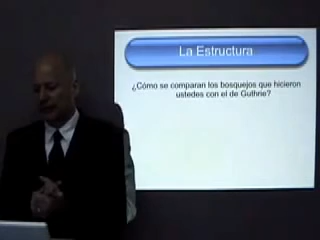 La Estructura
¿Cómo se comparan los bosquejos que hicieron
ustedes con el de Guthrie?